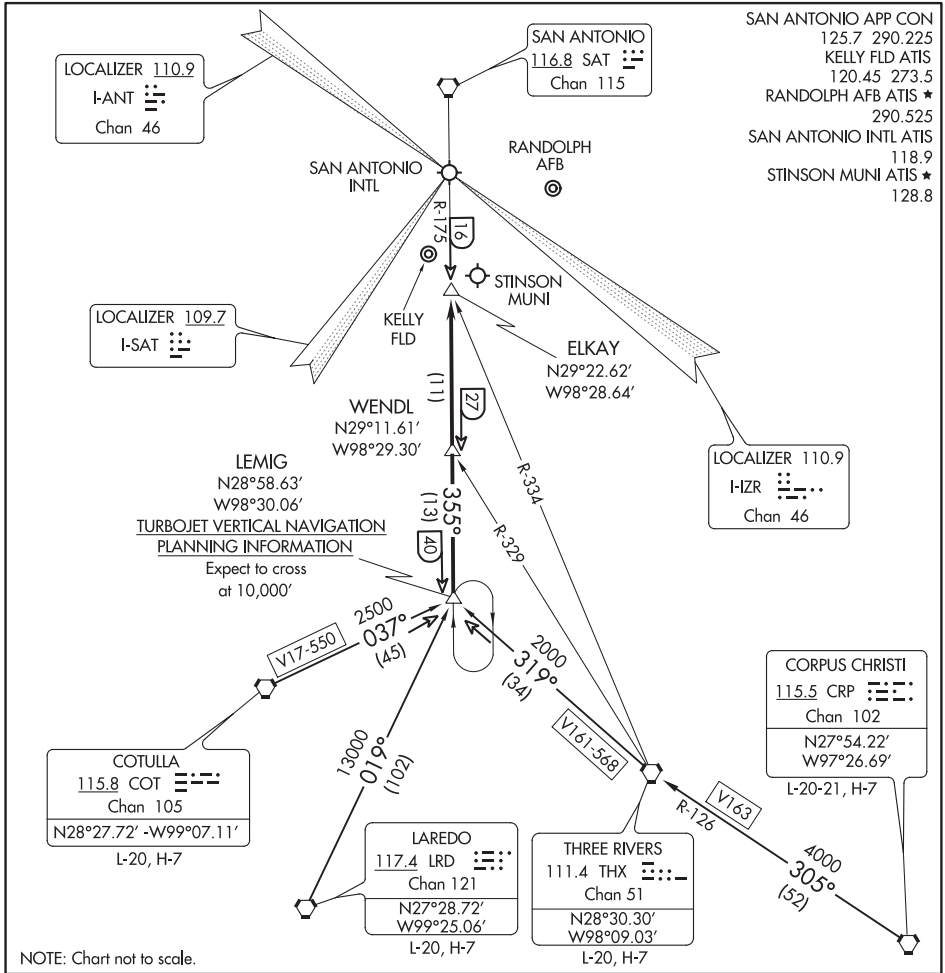 SAN ANTONIO APP CON
125.7 290.225
KELLY FLD ATIS
120.45 273.5
RANDOLPH AFB ATIS ★
290.525
SAN ANTONIO INTL ATIS
118.9
STINSON MUNI ATIS ★
128.8
SAN ANTONIO
116.8 SAT
Chan 115
LOCALIZER 110.9
I-ANT
Chan 46
SAN ANTONIO
INTL
RANDOLPH
AFB
R-175
16
STINSON
MUNI
KELLY
FLD
LOCALIZER 109.7
I-SAT
ELKAY
N29°22.62′
W98°28.64′
(11)
27
WENDL
N29°11.61′
W98°29.30′
LOCALIZER 110.9
I-IZR
Chan 46
LEMIG
N28°58.63′
W98°30.06′
TURBOJET VERTICAL NAVIGATION
PLANNING INFORMATION
Expect to cross
at 10,000′
355°
(13)
40
R-334
R-329
V17-550
2500
037°
(45)
2000
319°
(34)
V161-568
13000
019°
(102)
CORPUS CHRISTI
115.5 CRP
Chan 102
N27°54.22′
W97°26.69′
L-20-21, H-7
COTULLA
115.8 COT
Chan 105
N28°27.72′ -W99°07.11′
L-20, H-7
LAREDO
117.4 LRD
Chan 121
N27°28.72′
W99°25.06′
L-20, H-7
THREE RIVERS
111.4 THX
Chan 51
N28°30.30′
W98°09.03′
L-20, H-7
V163
R-126
4000
305°
(52)
NOTE: Chart not to scale.